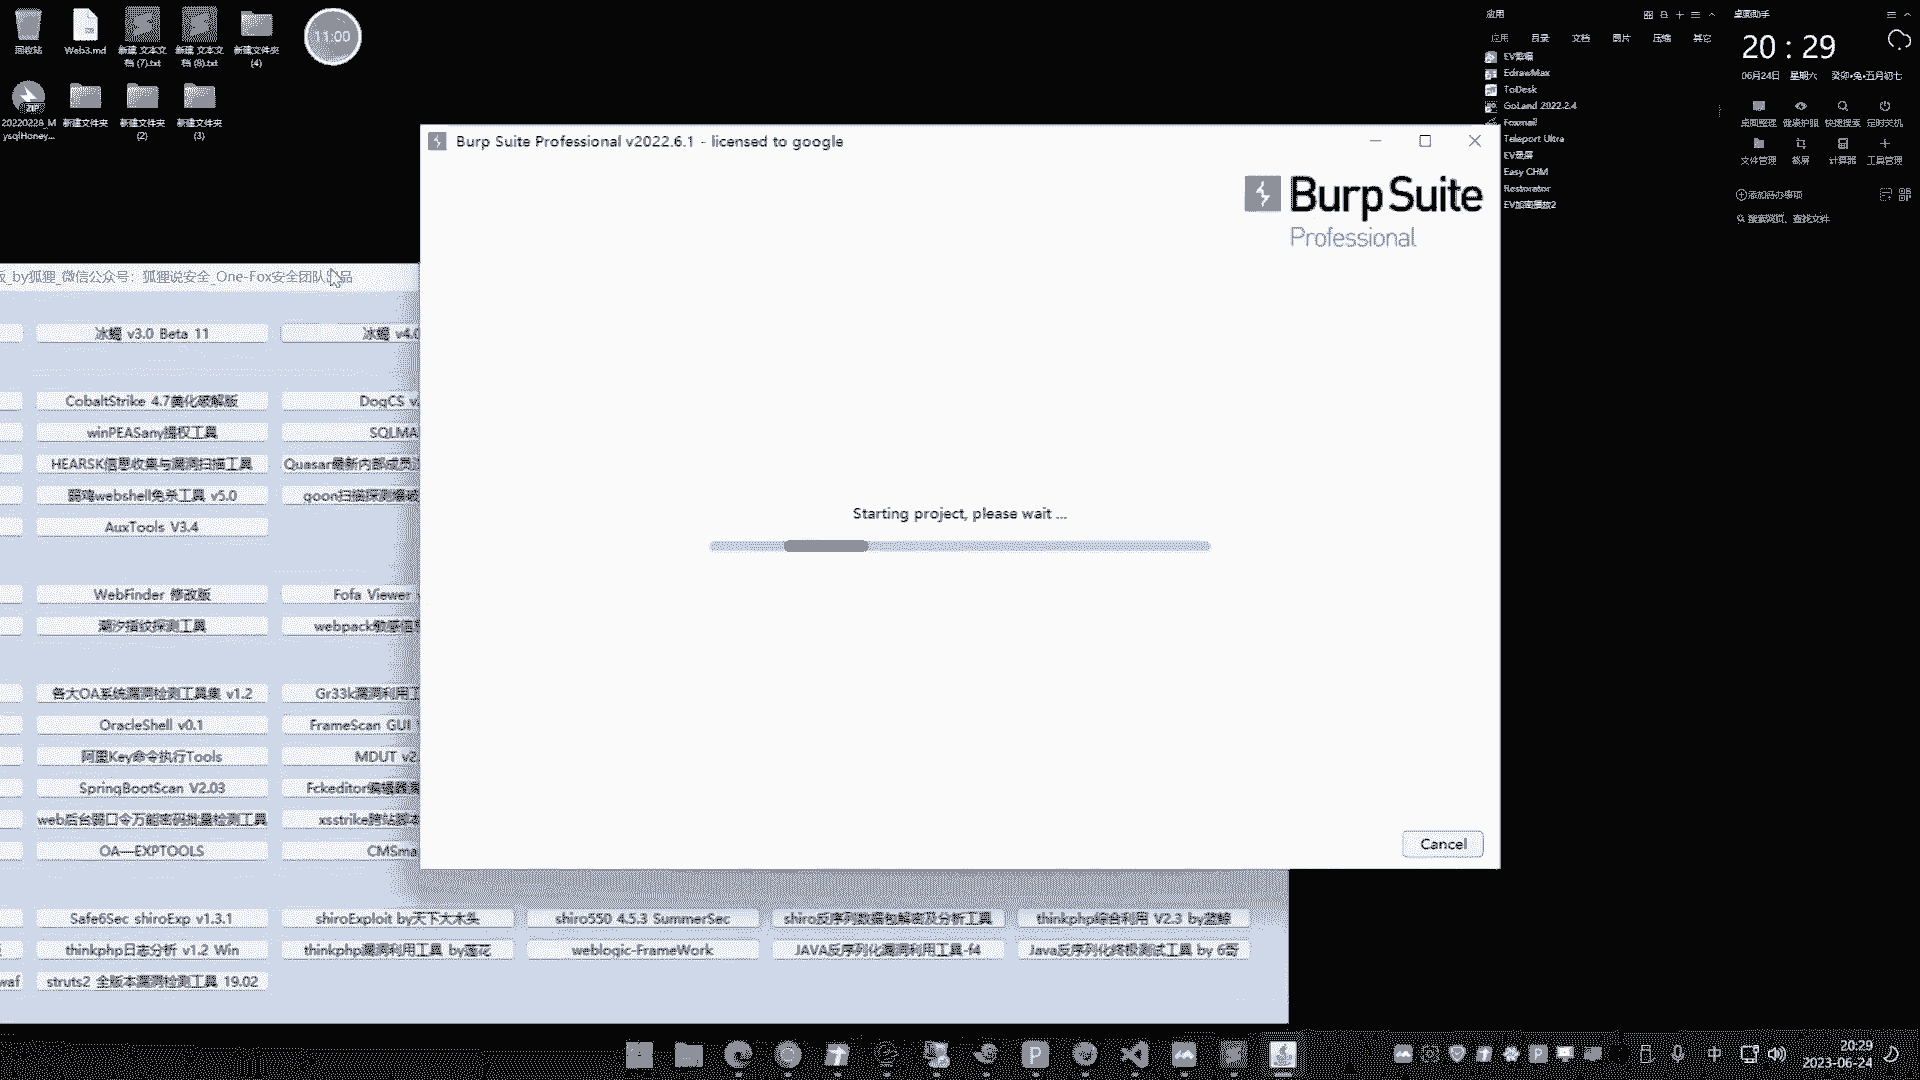 回收站
Web3.md
新建 文本文
档 (7).txt
新建 文本文
档 (8).txt
新建文件夹
(4)
11:00
ZIP
20220228_M
ysqlHoney...
新建文件夹
新建文件夹
(2)
新建文件夹
(3)
应用
应用 目录 文档 图片 压缩 其它
EV录屏
EdrawMax
ToDesk
GoLand 2022.2.4
Foxmail
Teleport Ultra
EV录屏
Easy CHM
Restorator
EV加密播放2
桌面助手
20 : 29
06月24日 星期六 癸卯•兔•五月初七
桌面整理 健康护眼 快速搜索 定时关机
文件管理 截屏 计算器 工具管理
添加待办事项
搜索网页、查找文件
Burp Suite Professional v2022.6.1 - licensed to google
Burp Suite
Professional
Starting project, please wait ...
Cancel
_by狐狸_微信公众号：狐狸说安全_One-Fox安全团队
冰蝎 v3.0 Beta 11
冰蝎 v4.0
CobaltStrike 4.7美化破解版
DogCS v
winPEASany提权工具
SQLMA
HEARSK信息收集与漏洞扫描工具
Quasar最新内部成员
弱鸡webshell免杀工具 v5.0
goon扫描探测爆破
AuxTools V3.4
WebFinder 修改版
Fofa Viewer
潮汐指纹探测工具
webpack敏感信息
各大OA系统漏洞检测工具集 v1.2
Gr33k漏洞利用工
OracleShell v0.1
FrameScan GUI
阿里Key命令执行Tools
MDUT v2
SpringBootScan V2.03
Fckeditor编辑器
web后台弱口令万能密码批量检测工具
xsstrike跨站脚本
OA—EXPTOOLS
CMSma
Safe6Sec shiroExp v1.3.1
shiroExploit by天下大木头
shiro550 4.5.3 SummerSec
shiro反序列数据包解密及分析工具
thinkphp综合利用 V2.3 by蓝鲸
thinkphp日志分析 v1.2 Win
thinkphp漏洞利用工具 by莲花
weblogic-FrameWork
JAVA反序列化漏洞利用工具-f4
Java反序列化终极测试工具 by 6哥
waf
struts2 全版本漏洞检测工具 19.02
中
20:29
2023-06-24